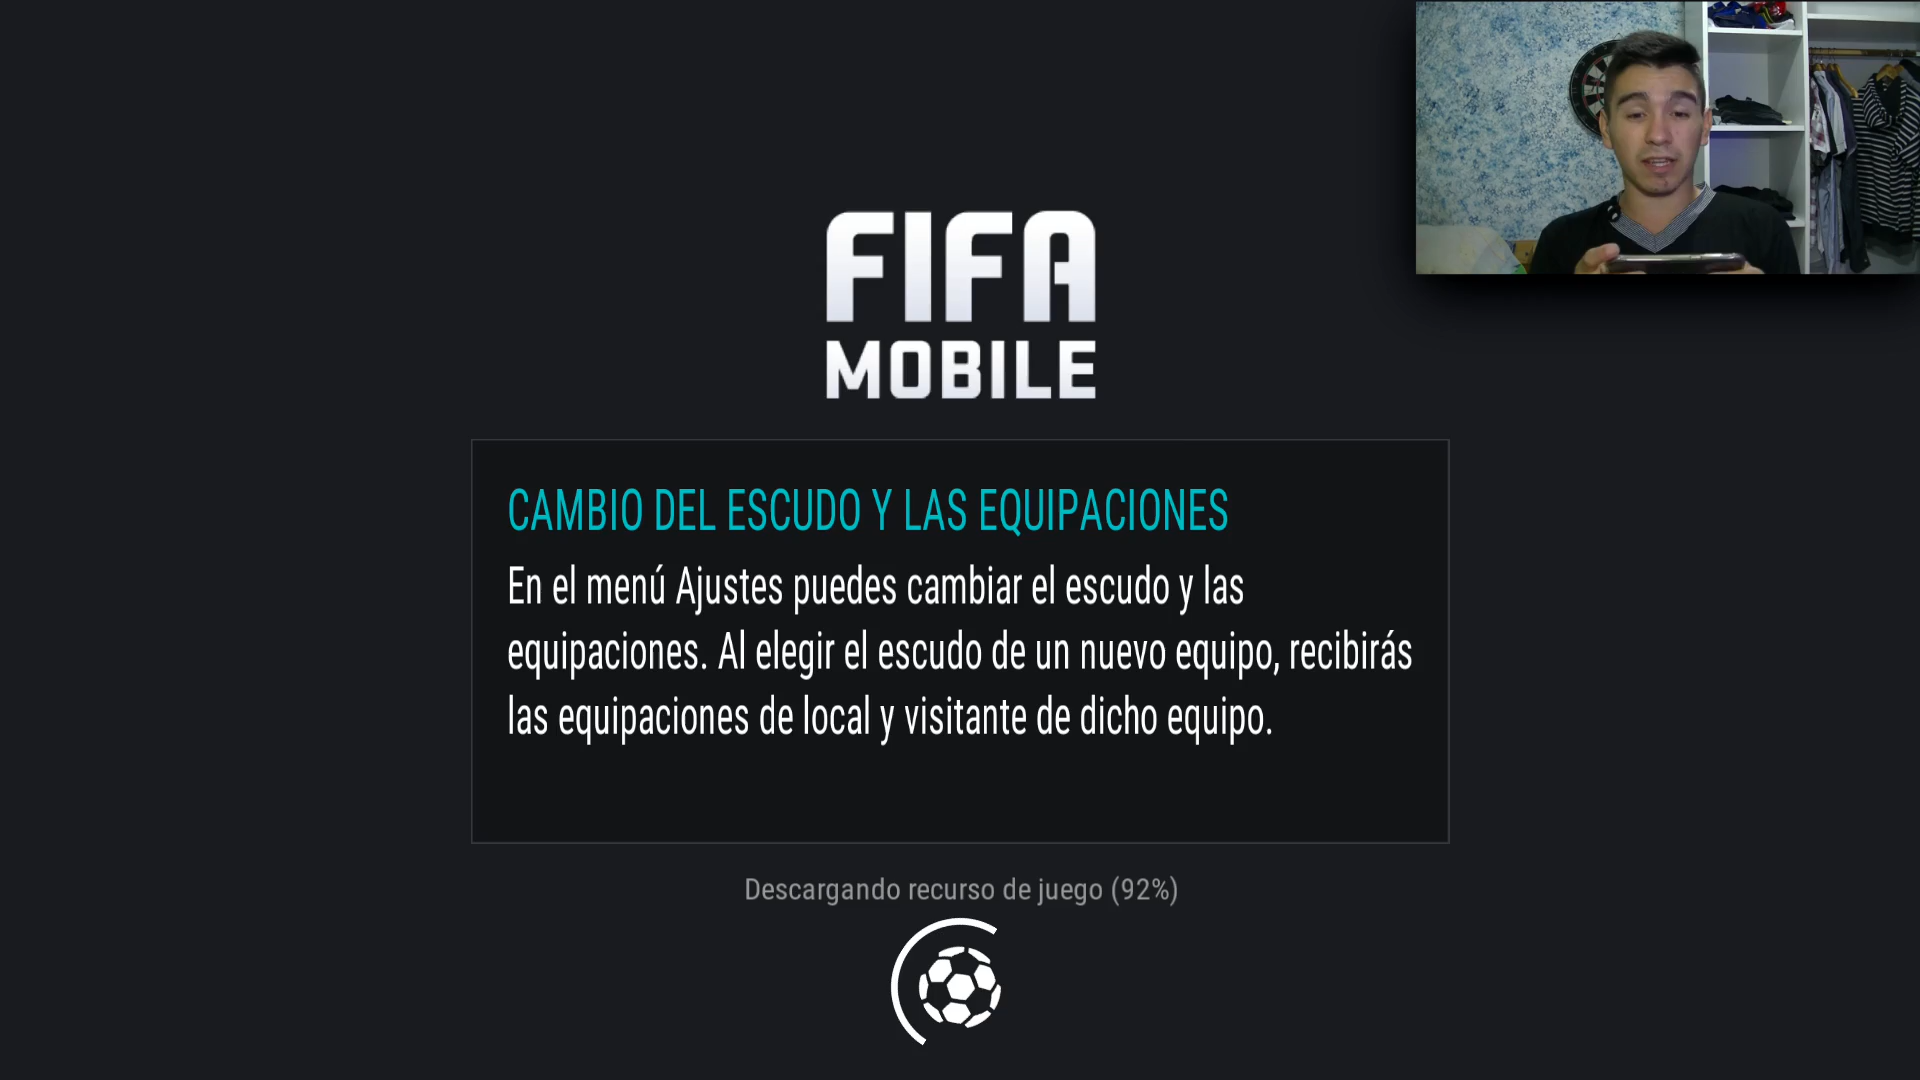 FIFA
MOBILE
CAMBIO DEL ESCUDO Y LAS EQUIPACIONES
En el menú Ajustes puedes cambiar el escudo y las
equipaciones. Al elegir el escudo de un nuevo equipo, recibirás
las equipaciones de local y visitante de dicho equipo.
Descargando recurso de juego (92%)